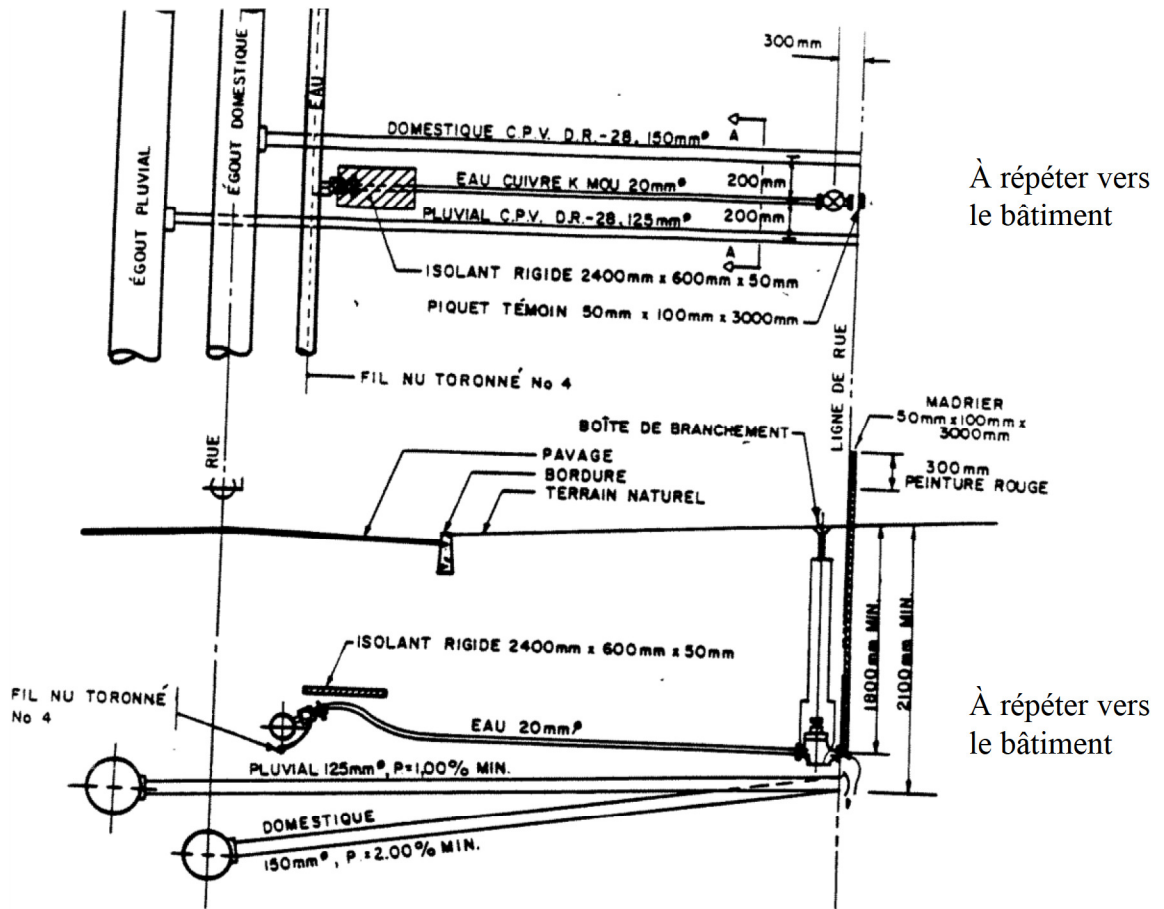 300mm
ÉGOUT PLUVIAL
ÉGOUT DOMESTIQUE
EAU
DOMESTIQUE C.P.V. D.R.-28, 150mmø
A
200mm
EAU CUIVRE K MOU 20mmø
200mm
PLUVIAL C.P.V. D.R.-28, 125mmø
A
ISOLANT RIGIDE 2400mm x 600mm x 50mm
PIQUET TÉMOIN 50mm x 100mm x 3000mm
À répéter vers
le bâtiment
FIL NU TORONNÉ No 4
LIGNE DE RUE
RUE
BOÎTE DE BRANCHEMENT
MADRIER
50mm x 100mm x
3000mm
300mm
PEINTURE ROUGE
PAVAGE
BORDURE
TERRAIN NATUREL
1800mm MIN.
2100mm MIN.
ISOLANT RIGIDE 2400mm x 600mm x 50mm
FIL NU TORONNÉ
No 4
EAU 20mmø
À répéter vers
le bâtiment
PLUVIAL 125mmø, P=1,00% MIN.
DOMESTIQUE
150mmø, P.=2.00% MIN.